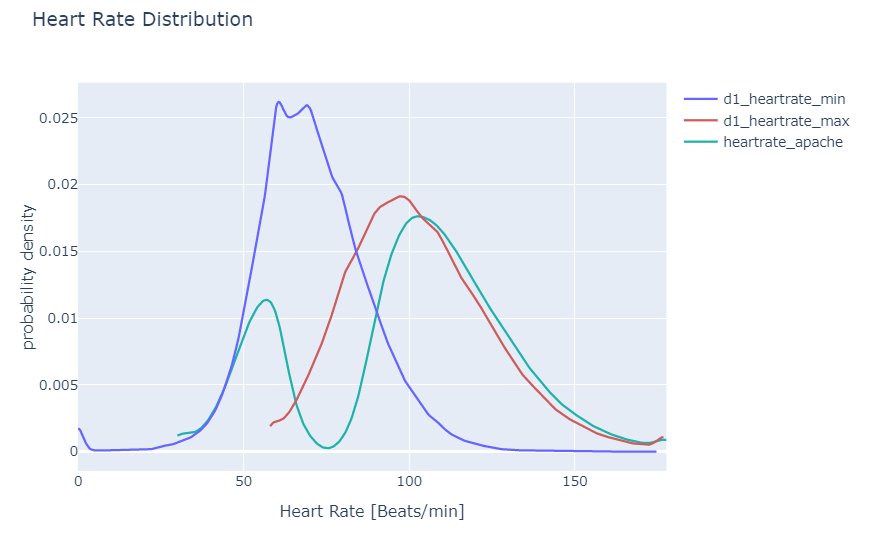 Heart Rate Distribution
d1_heartrate_min
d1_heartrate_max
heartrate_apache
probability density
0.025
0.02
0.015
0.01
0.005
0
0
50
100
150
Heart Rate [Beats/min]